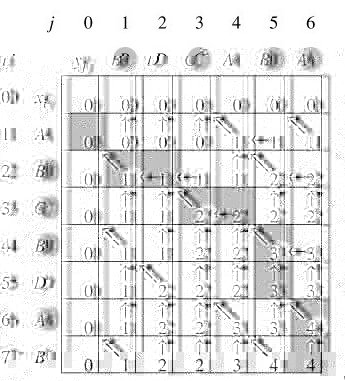 j 0 1 2 3 4 5 6
i B D C A B A
0 xi 0 0 0 0 0 0 0
1 A 0 0 0 0 1 1 1
2 B 0 1 1 1 1 2 2
3 C 0 1 1 2 2 2 2
4 B 0 1 1 2 2 3 3
5 D 0 1 2 2 2 3 3
6 A 0 1 2 2 3 3 4
7 B 0 1 2 2 3 4 4